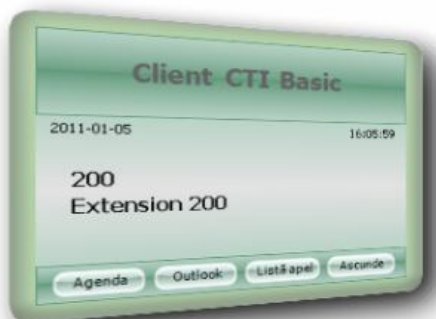 Client CTI Basic
2011-01-05 16:05:59
200
Extension 200
Agenda Outlook Listă apel Ascunde